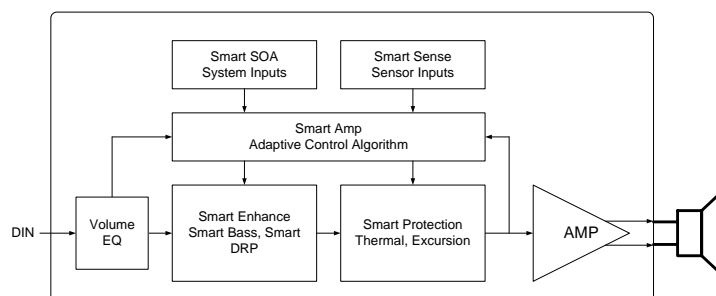 Smart SOA
System Inputs
Smart Sense
Sensor Inputs
Smart Amp
Adaptive Control Algorithm
DIN
Volume
EQ
Smart Enhance
Smart Bass, Smart
DRP
Smart Protection
Thermal, Excursion
AMP